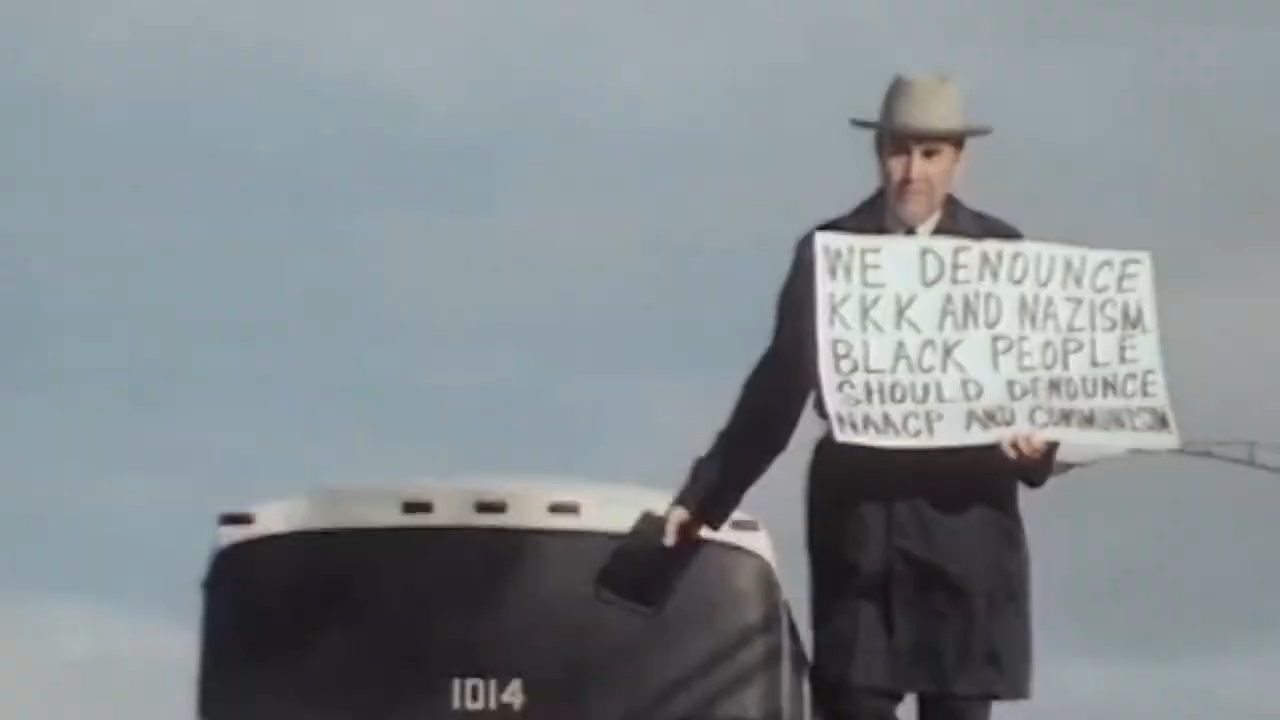 WE DENOUNCE
KKK AND NAZISM
BLACK PEOPLE
SHOULD DENOUNCE
NAACP AND COMMUNISM
1014